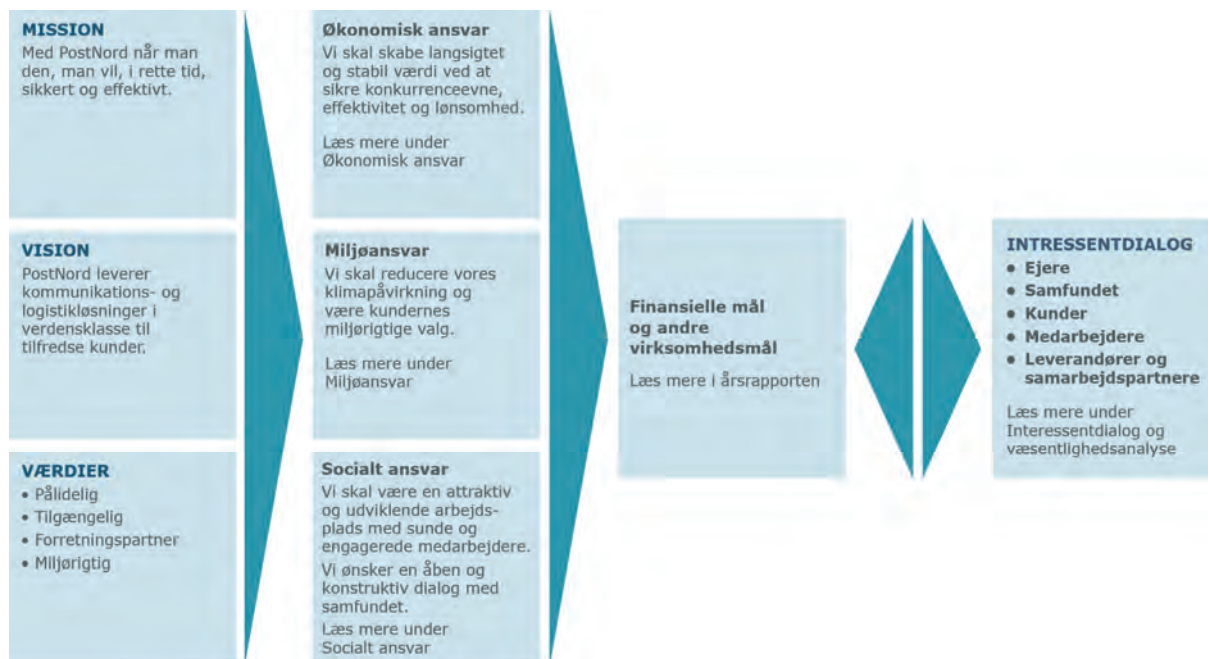 MISSION
Med PostNord når man
den, man vil, i rette tid,
sikkert og effektivt.
VISION
PostNord leverer
kommunikations- og
logistikløsninger i
verdensklasse til
tilfredse kunder.
VÆRDIER
• Pålidelig
• Tilgængelig
• Forretningspartner
• Miljørigtig
Økonomisk ansvar
Vi skal skabe langsigtet
og stabil værdi ved at
sikre konkurrenceevne,
effektivitet og lønsomhed.
Læs mere under
Økonomisk ansvar
Miljøansvar
Vi skal reducere vores
klimapåvirkning og
være kundernes
miljørigtige valg.
Læs mere under
Miljøansvar
Socialt ansvar
Vi skal være en attraktiv
og udviklende arbejds-
plads med sunde og
engagerede medarbejdere.
Vi ønsker en åben og
konstruktiv dialog med
samfundet.
Læs mere under
Socialt ansvar
Finansielle mål
og andre
virksomhedsmål
Læs mere i årsrapporten
INTRESSENTDIALOG
• Ejere
• Samfundet
• Kunder
• Medarbejdere
• Leverandører og
samarbejdspartnere
Læs mere under
Interessentdialog og
væsentlighedsanalyse